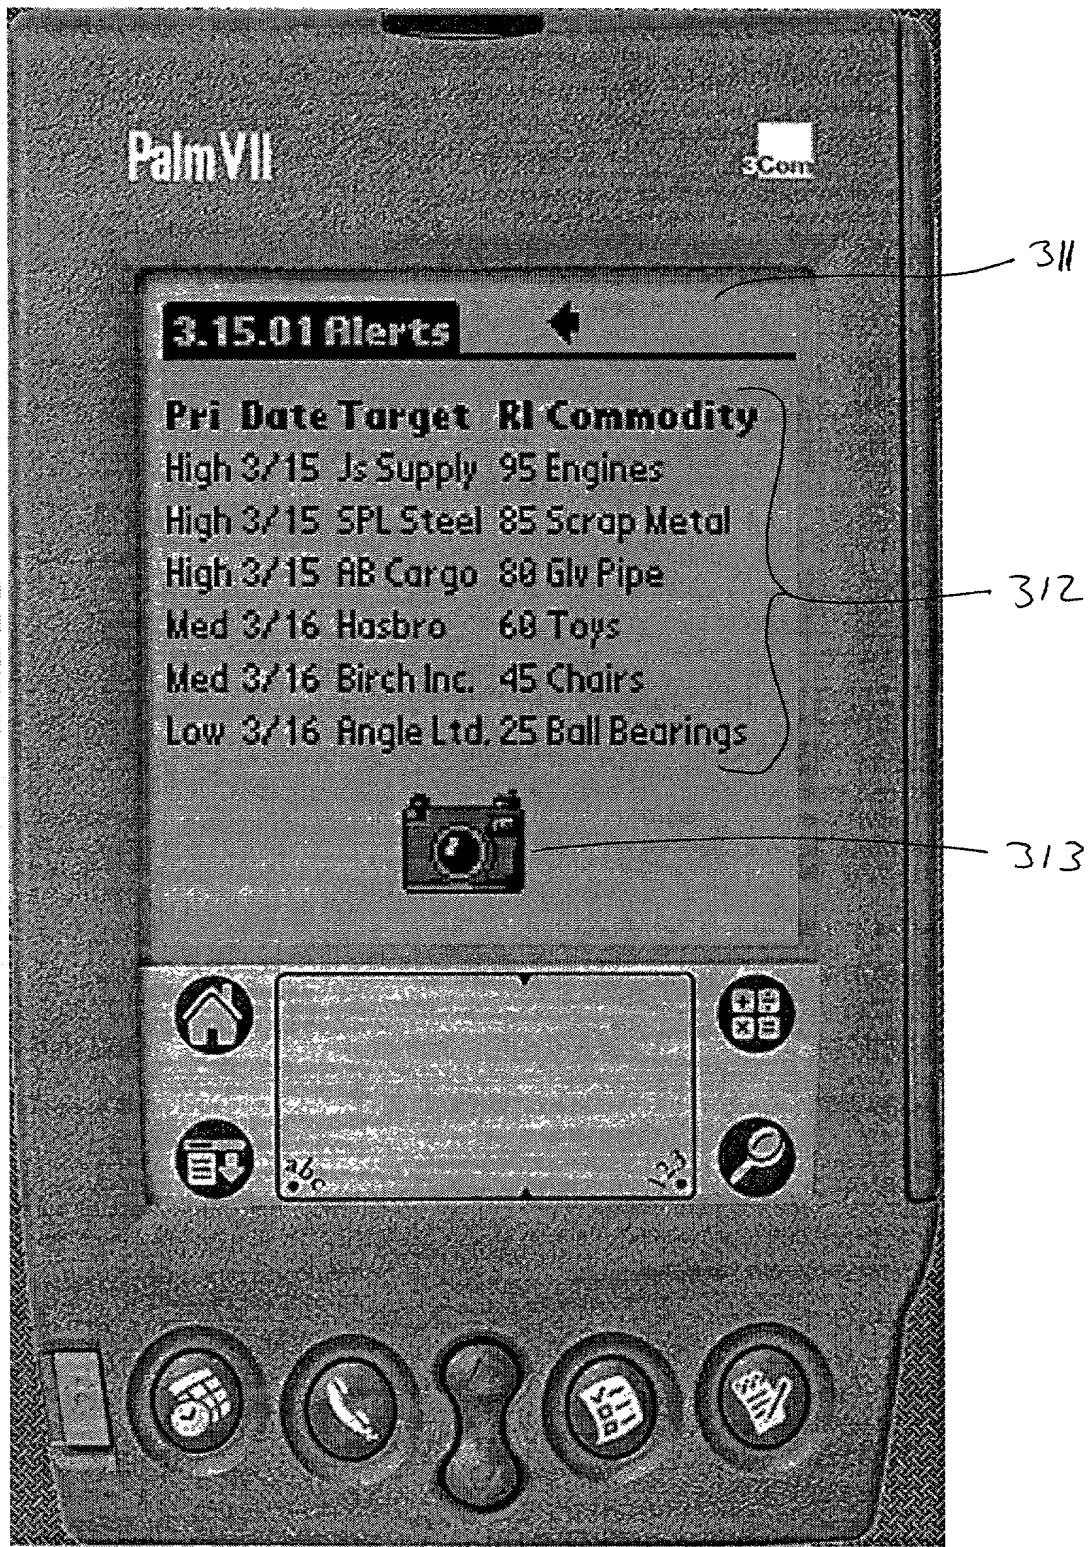 PalmVII
3Com
311
3.15.01 Alerts
Pri Date Target RI Commodity
High 3/15 Js Supply 95 Engines
High 3/15 SPL Steel 85 Scrap Metal
High 3/15 AB Cargo 80 Glv Pipe
312
Med 3/16 Hasbro 60 Toys
Med 3/16 Birch Inc. 45 Chairs
Low 3/16 Angle Ltd. 25 Ball Bearings
313
+ ÷
× =
abc 123